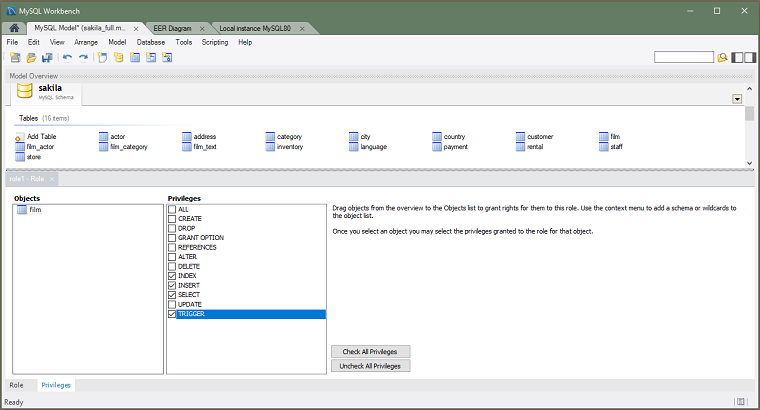 MySQL Workbench
MySQL Model* (sakila_full.m...
EER Diagram
Local instance MySQL80
File Edit View Arrange Model Database Tools Scripting Help
Model Overview
sakila
MySQL Schema
Tables (16 items)
Add Table actor address category city country customer film
film_actor film_category film_text inventory language payment rental staff
store
role1 - Role
Objects
film
Privileges
ALL
CREATE
DROP
GRANT OPTION
REFERENCES
ALTER
DELETE
INDEX
INSERT
SELECT
UPDATE
TRIGGER
Drag objects from the overview to the Objects list to grant rights for them to this role. Use the context menu to add a schema or wildcards to
the object list.
Once you select an object you may select the privileges granted to the role for that object.
Check All Privileges
Uncheck All Privileges
Role Privileges
Ready